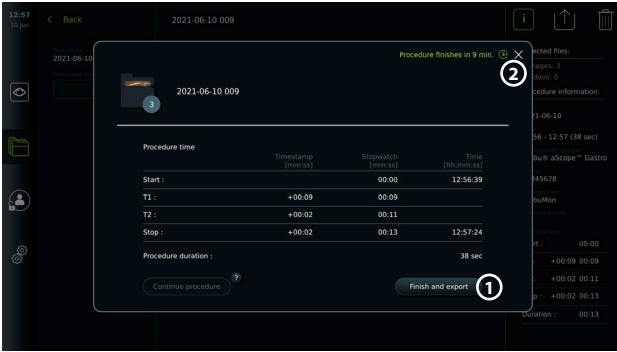 12:57
10 Jun
Back
2021-06-10 009
i
Procedure
2021-06-10
Procedure finishes in 9 min.
2
2021-06-10 009
3
Procedure time
Timestamp [mm:ss]
Stopwatch [mm:ss]
Time [hh:mm:ss]
Start : 00:00 12:56:39
T1 : +00:09 00:09
T2 : +00:02 00:11
Stop : +00:02 00:13 12:57:24
Procedure duration : 38 sec
Continue procedure ?
Finish and export 1
ected files:
ages: 3
deos: 0
cedure information:
21-06-10
56 - 12:57 (38 sec)
bu® aScope™ Gastro
345678
buMon
rt : 00:00
: +00:09 00:09
: +00:02 00:11
p : +00:02 00:13
Duration : 00:13